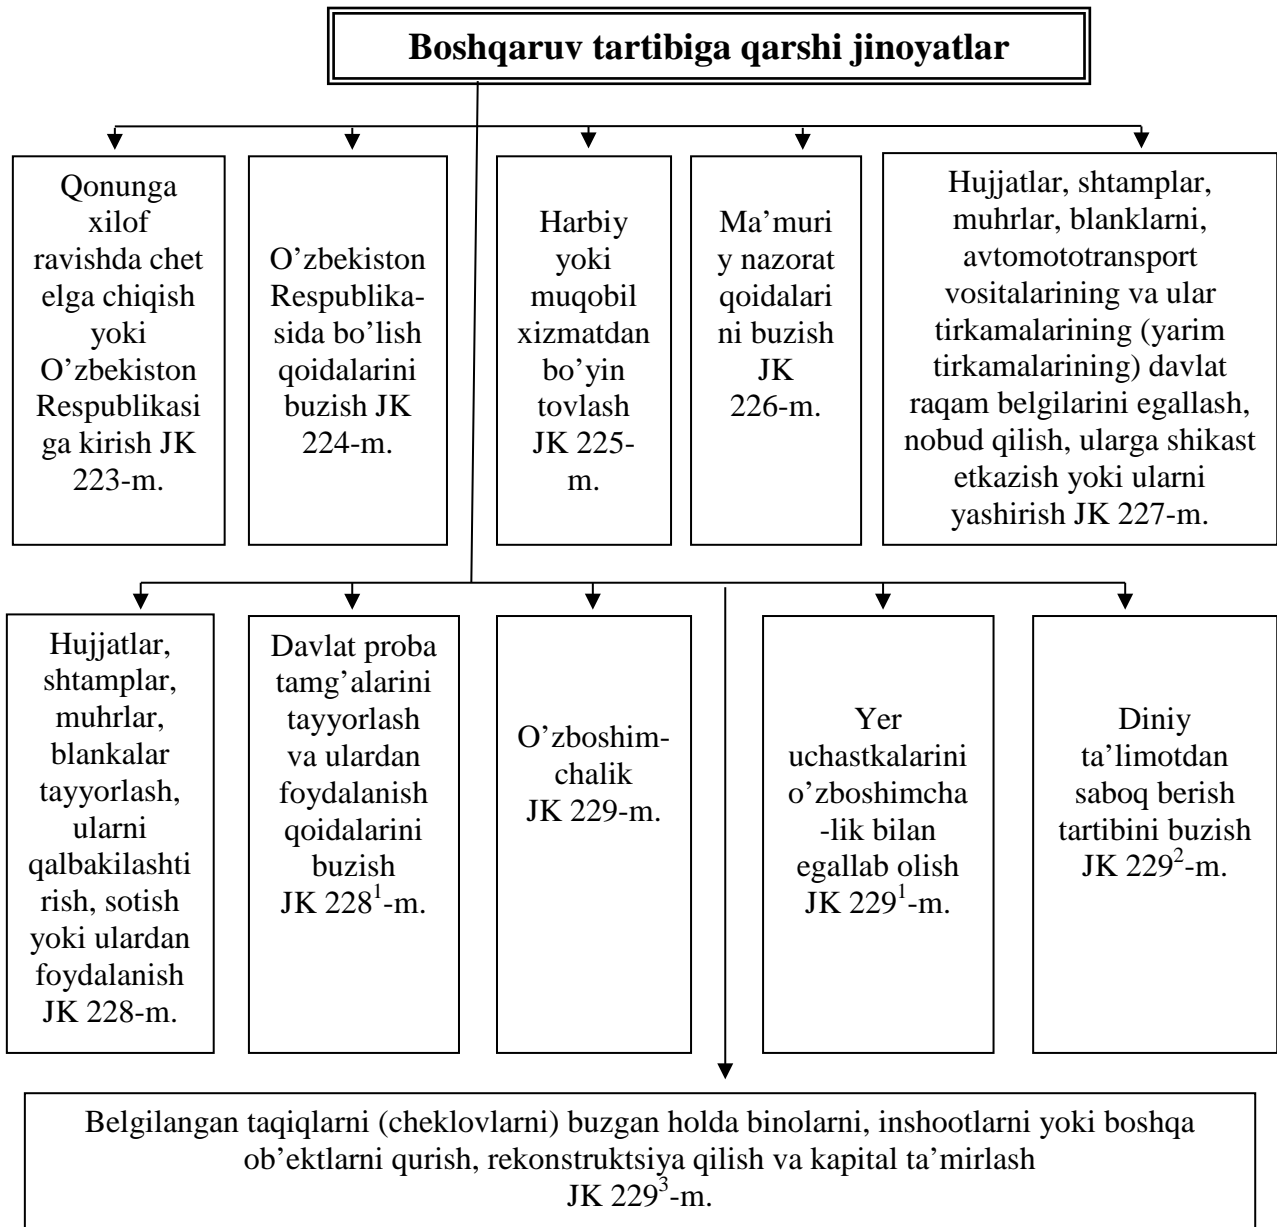 Boshqaruv tartibiga qarshi jinoyatlar
Qonunga
xilof
ravishda chet
elga chiqish
yoki
O’zbekiston
Respublikasi
ga kirish JK
223-m.
O’zbekiston
Respublika-
sida bo’lish
qoidalarini
buzish JK
224-m.
Harbiy
yoki
muqobil
xizmatdan
bo’yin
tovlash
JK 225-
m.
Ma’muri
y nazorat
qoidalari
ni buzish
JK
226-m.
Hujjatlar, shtamplar,
muhrlar, blanklarni,
avtomototransport
vositalarining va ular
tirkamalarining (yarim
tirkamalarining) davlat
raqam belgilarini egallash,
nobud qilish, ularga shikast
etkazish yoki ularni
yashirish JK 227-m.
Hujjatlar,
shtamplar,
muhrlar,
blankalar
tayyorlash,
ularni
qalbakilashti
rish, sotish
yoki ulardan
foydalanish
JK 228-m.
Davlat proba
tamg’alarini
tayyorlash
va ulardan
foydalanish
qoidalarini
buzish
JK 228¹-m.
O’zboshim-
chalik
JK 229-m.
Yer
uchastkalarini
o’zboshimcha
-lik bilan
egallab olish
JK 229¹-m.
Diniy
ta’limotdan
saboq berish
tartibini buzish
JK 229²-m.
Belgilangan taqiqlarni (cheklovlarni) buzgan holda binolarni, inshootlarni yoki boshqa
ob’ektlarni qurish, rekonstruktsiya qilish va kapital ta’mirlash
JK 229³-m.